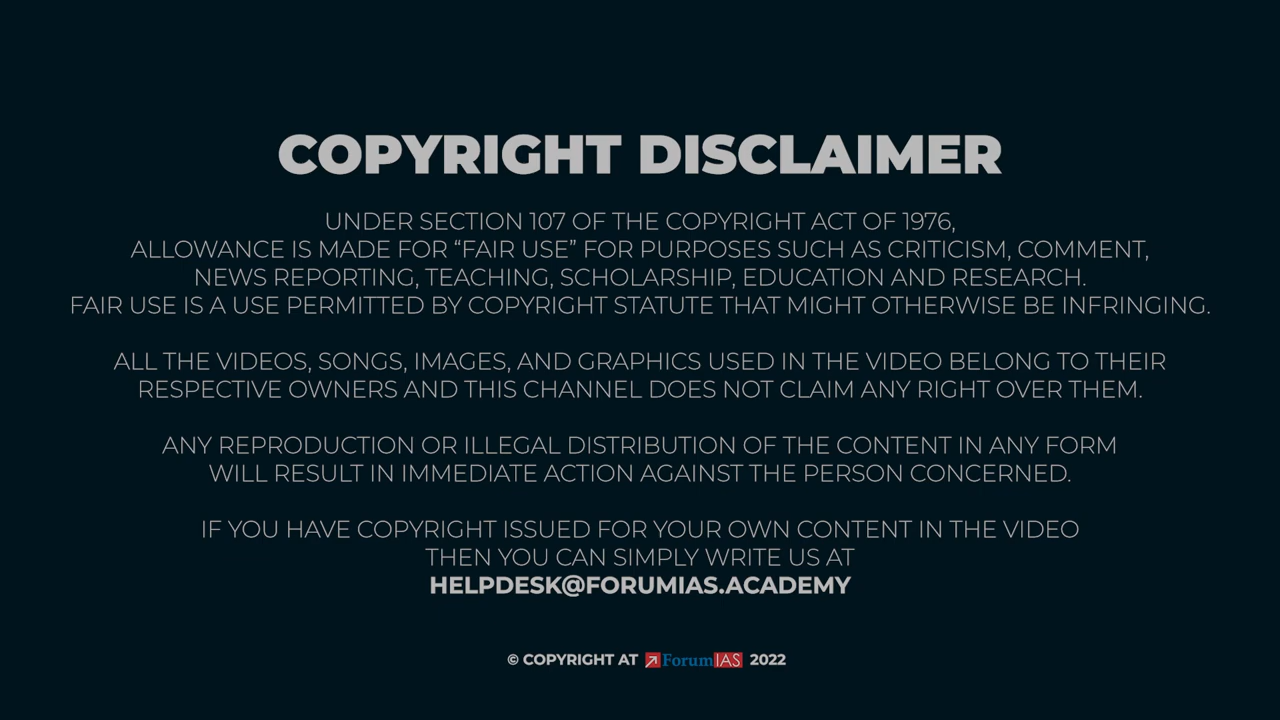 COPYRIGHT DISCLAIMER
UNDER SECTION 107 OF THE COPYRIGHT ACT OF 1976,
ALLOWANCE IS MADE FOR “FAIR USE” FOR PURPOSES SUCH AS CRITICISM, COMMENT,
NEWS REPORTING, TEACHING, SCHOLARSHIP, EDUCATION AND RESEARCH.
FAIR USE IS A USE PERMITTED BY COPYRIGHT STATUTE THAT MIGHT OTHERWISE BE INFRINGING.
ALL THE VIDEOS, SONGS, IMAGES, AND GRAPHICS USED IN THE VIDEO BELONG TO THEIR
RESPECTIVE OWNERS AND THIS CHANNEL DOES NOT CLAIM ANY RIGHT OVER THEM.
ANY REPRODUCTION OR ILLEGAL DISTRIBUTION OF THE CONTENT IN ANY FORM
WILL RESULT IN IMMEDIATE ACTION AGAINST THE PERSON CONCERNED.
IF YOU HAVE COPYRIGHT ISSUED FOR YOUR OWN CONTENT IN THE VIDEO
THEN YOU CAN SIMPLY WRITE US AT
HELPDESK@FORUMIAS.ACADEMY
© COPYRIGHT AT ForumIAS 2022